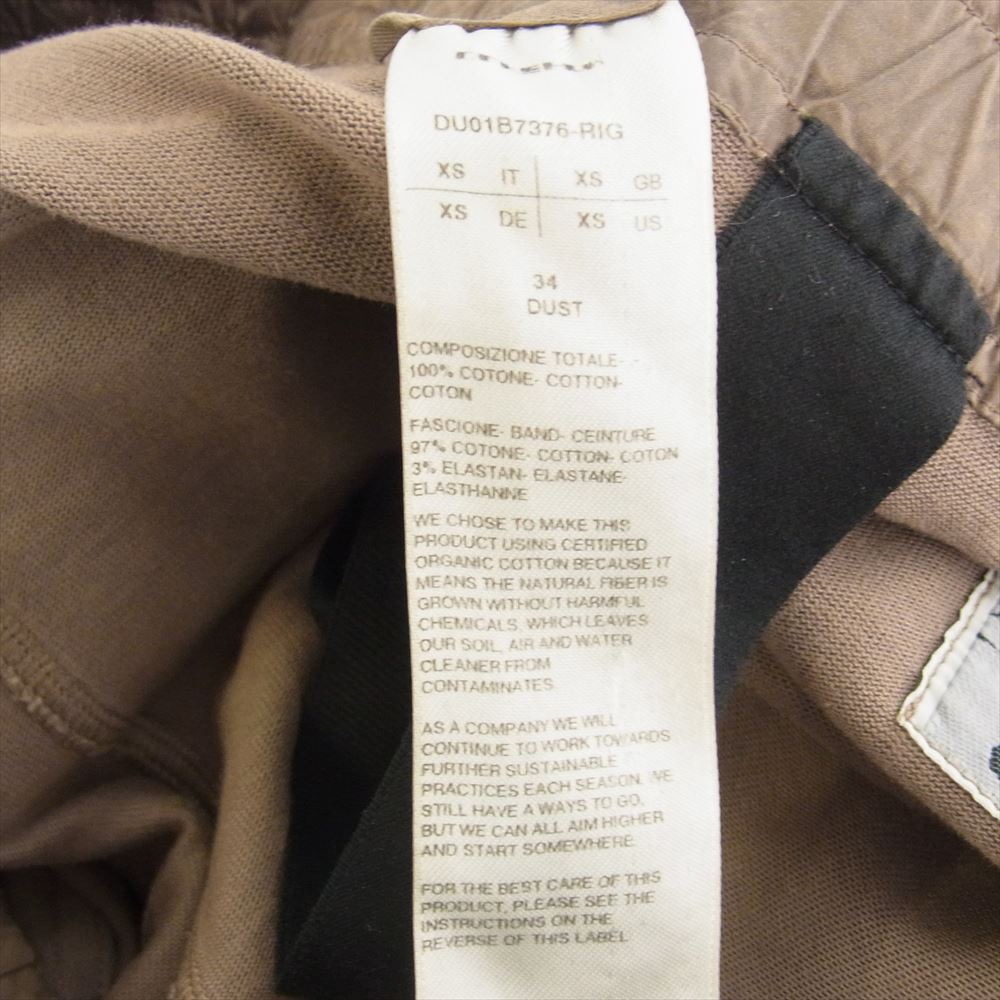 DU01B7376-RIG
XS IT XS GB
XS DE XS US
34
DUST
COMPOSIZIONE TOTALE-
100% COTONE- COTTON-
COTON
FASCIONE- BAND- CEINTURE
97% COTONE- COTTON- COTON
3% ELASTAN- ELASTANE-
ELASTHANNE
WE CHOSE TO MAKE THIS
PRODUCT USING CERTIFIED
ORGANIC COTTON BECAUSE IT
MEANS THE NATURAL FIBER IS
GROWN WITHOUT HARMFUL
CHEMICALS, WHICH LEAVES
OUR SOIL, AIR AND WATER
CLEANER FROM
CONTAMINATES
AS A COMPANY WE WILL
CONTINUE TO WORK TOWARDS
FURTHER SUSTAINABLE
PRACTICES EACH SEASON. WE
STILL HAVE A WAYS TO GO,
BUT WE CAN ALL AIM HIGHER
AND START SOMEWHERE.
FOR THE BEST CARE OF THIS
PRODUCT, PLEASE SEE THE
INSTRUCTIONS ON THE
REVERSE OF THIS LABEL